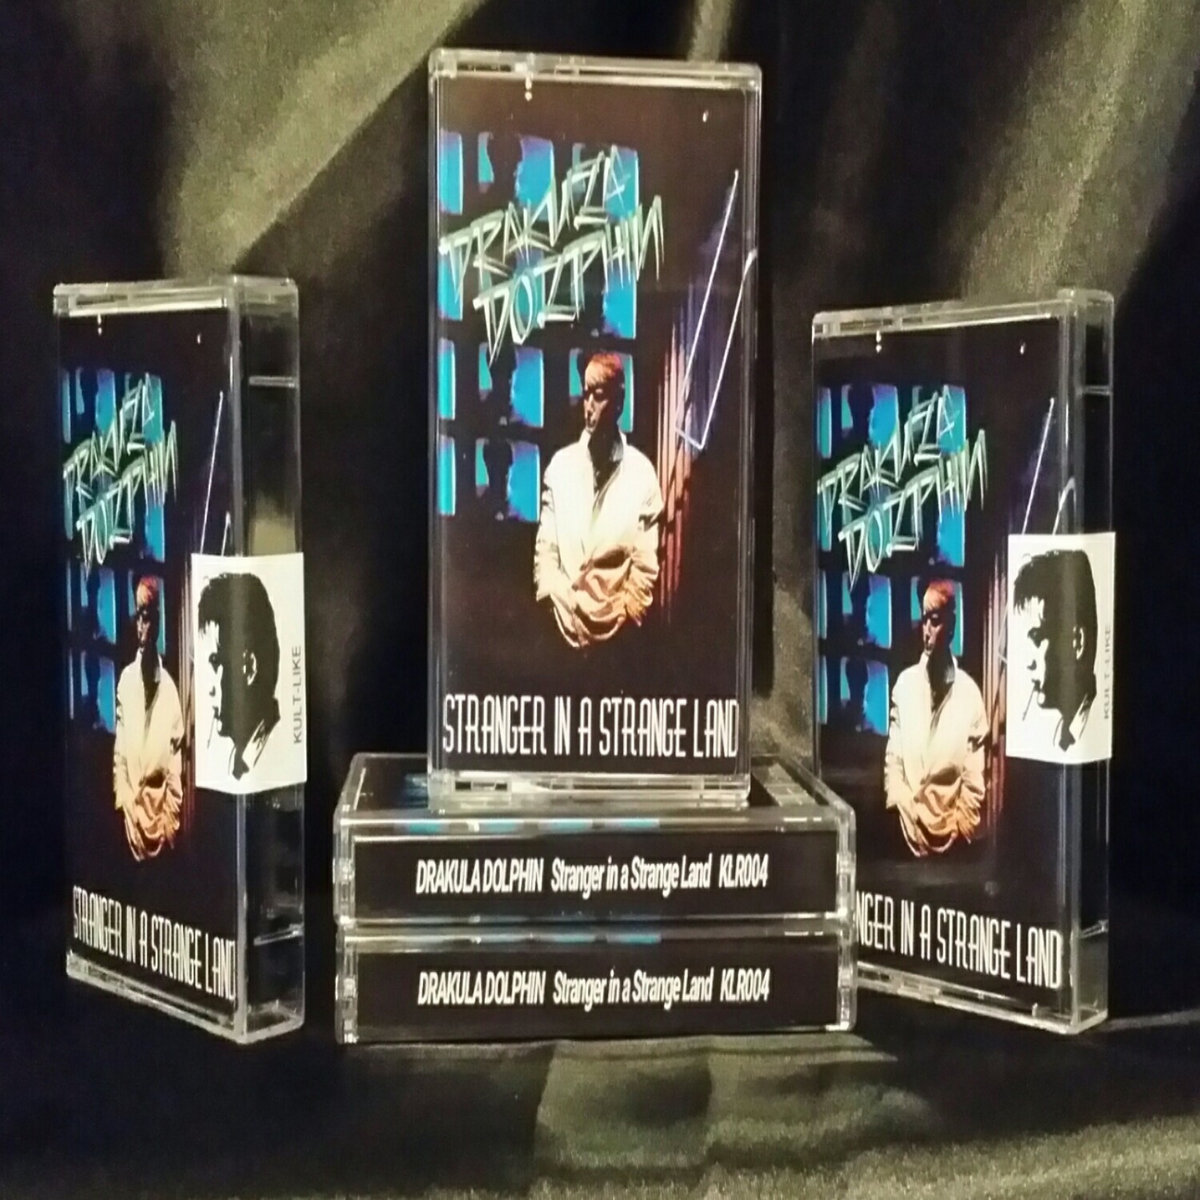 DRAKULA
DOLPHIN
STRANGER IN A STRANGE LAND
DRAKULA
DOLPHIN
STRANGER IN A STRANGE LAND
KULT-LIKE
DRAKULA
DOLPHIN
NGER IN A STRANGE LAND
KULT-LIKE
DRAKULA DOLPHIN Stranger in a Strange Land KLR004
DRAKULA DOLPHIN Stranger in a Strange Land KLR004